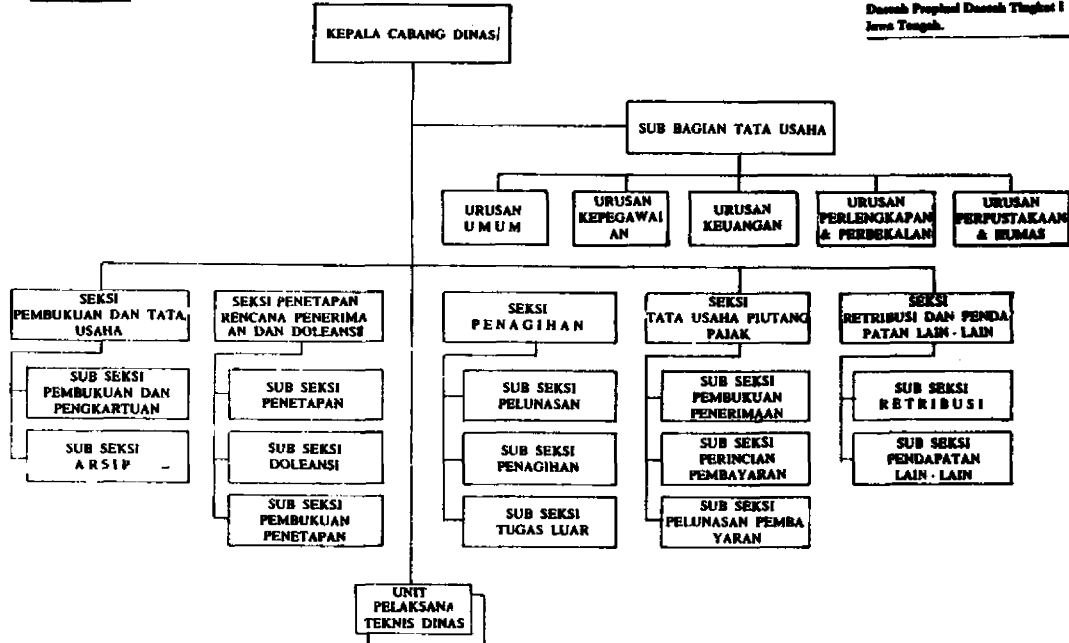 Daerah Propinsi Daerah Tingkat I
Jawa Tengah.
KEPALA CABANG DINAS/
SUB BAGIAN TATA USAHA
URUSAN
UMUM
URUSAN
KEPEGAWAI
AN
URUSAN
KEUANGAN
URUSAN
PERLENGKAPAN
& PERBEKALAN
URUSAN
PERPUSTAKAAN
& HUMAS
SEKSI
PEMBUKUAN DAN TATA
USAHA
SEKSI PENETAPAN
RENCANA PENERIMA
AN DAN DOLEANSI
SEKSI
PENAGIHAN
SEKSI
TATA USAHA PIUTANG
PAJAK
SEKSI
RETRIBUSI DAN PENDA
PATAN LAIN - LAIN
SUB SEKSI
PEMBUKUAN DAN
PENGKARTUAN
SUB SEKSI
ARSIP
SUB SEKSI
PENETAPAN
SUB SEKSI
DOLEANSI
SUB SEKSI
PEMBUKUAN
PENETAPAN
SUB SEKSI
PELUNASAN
SUB SEKSI
PENAGIHAN
SUB SEKSI
TUGAS LUAR
SUB SEKSI
PEMBUKUAN
PENERIMAAN
SUB SEKSI
PERINCIAN
PEMBAYARAN
SUB SEKSI
PELUNASAN PEMBA
YARAN
SUB SEKSI
RETRIBUSI
SUB SEKSI
PENDAPATAN
LAIN - LAIN
UNIT
PELAKSANA
TEKNIS DINAS